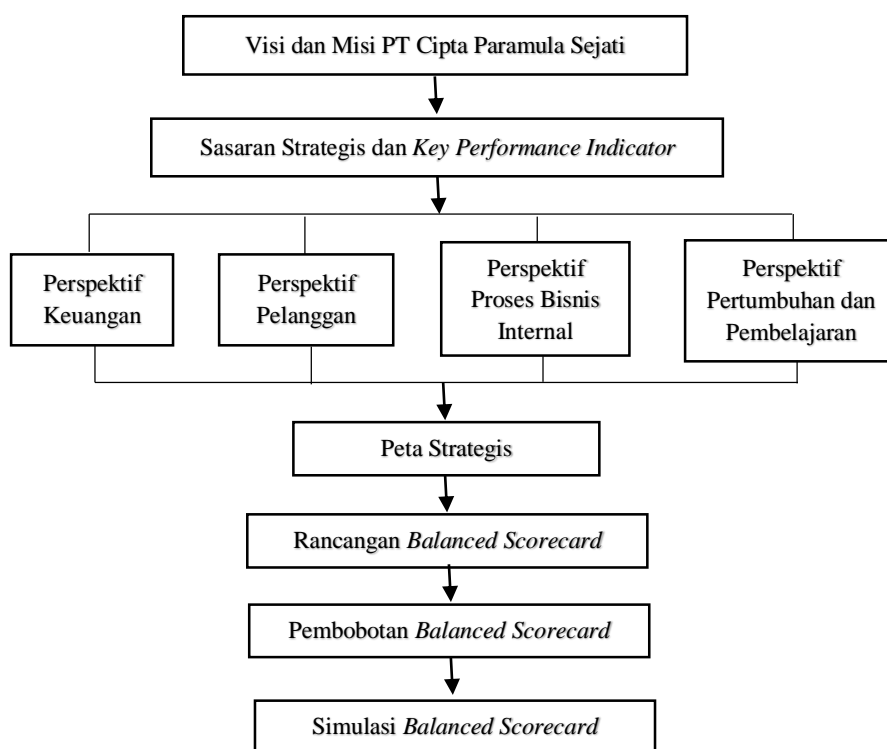 Visi dan Misi PT Cipta Paramula Sejati
Sasaran Strategis dan Key Performance Indicator
Perspektif
Keuangan
Perspektif
Pelanggan
Perspektif
Proses Bisnis
Internal
Perspektif
Pertumbuhan dan
Pembelajaran
Peta Strategis
Rancangan Balanced Scorecard
Pembobotan Balanced Scorecard
Simulasi Balanced Scorecard